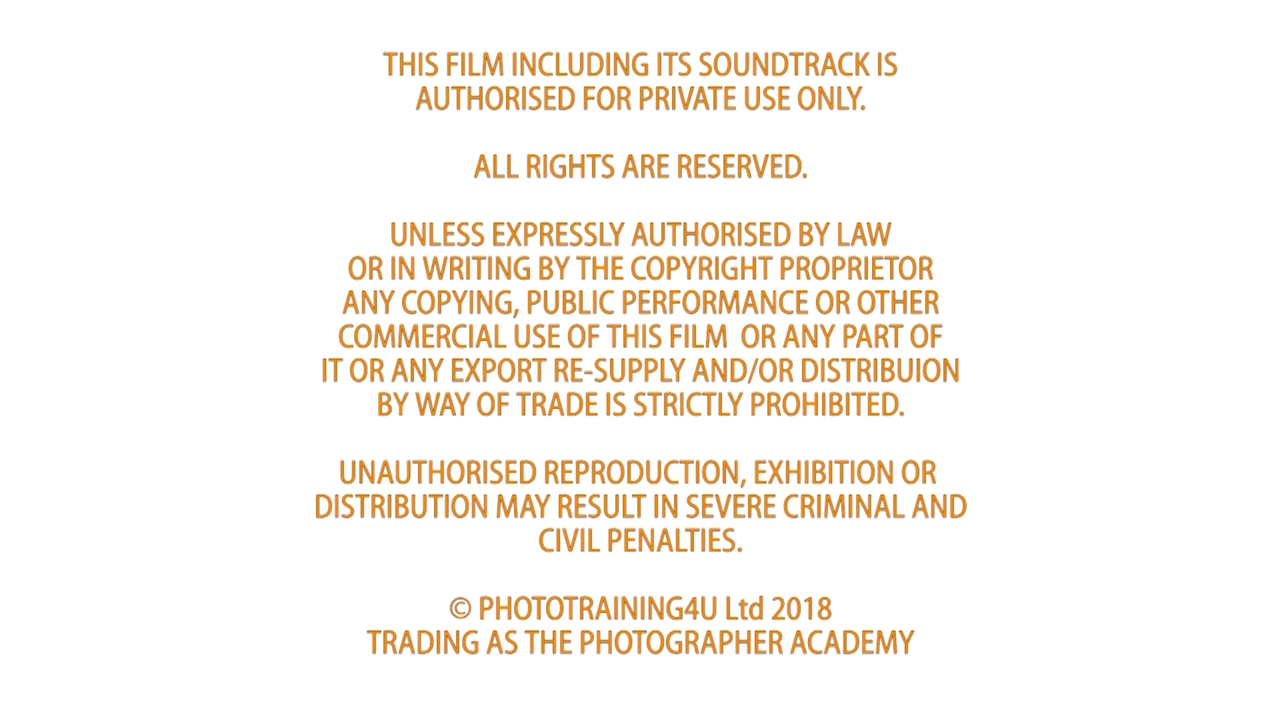 THIS FILM INCLUDING ITS SOUNDTRACK IS
AUTHORISED FOR PRIVATE USE ONLY.
ALL RIGHTS ARE RESERVED.
UNLESS EXPRESSLY AUTHORISED BY LAW
OR IN WRITING BY THE COPYRIGHT PROPRIETOR
ANY COPYING, PUBLIC PERFORMANCE OR OTHER
COMMERCIAL USE OF THIS FILM  OR ANY PART OF
IT OR ANY EXPORT RE-SUPPLY AND/OR DISTRIBUION
BY WAY OF TRADE IS STRICTLY PROHIBITED.
UNAUTHORISED REPRODUCTION, EXHIBITION OR
DISTRIBUTION MAY RESULT IN SEVERE CRIMINAL AND
CIVIL PENALTIES.
© PHOTOTRAINING4U Ltd 2018
TRADING AS THE PHOTOGRAPHER ACADEMY